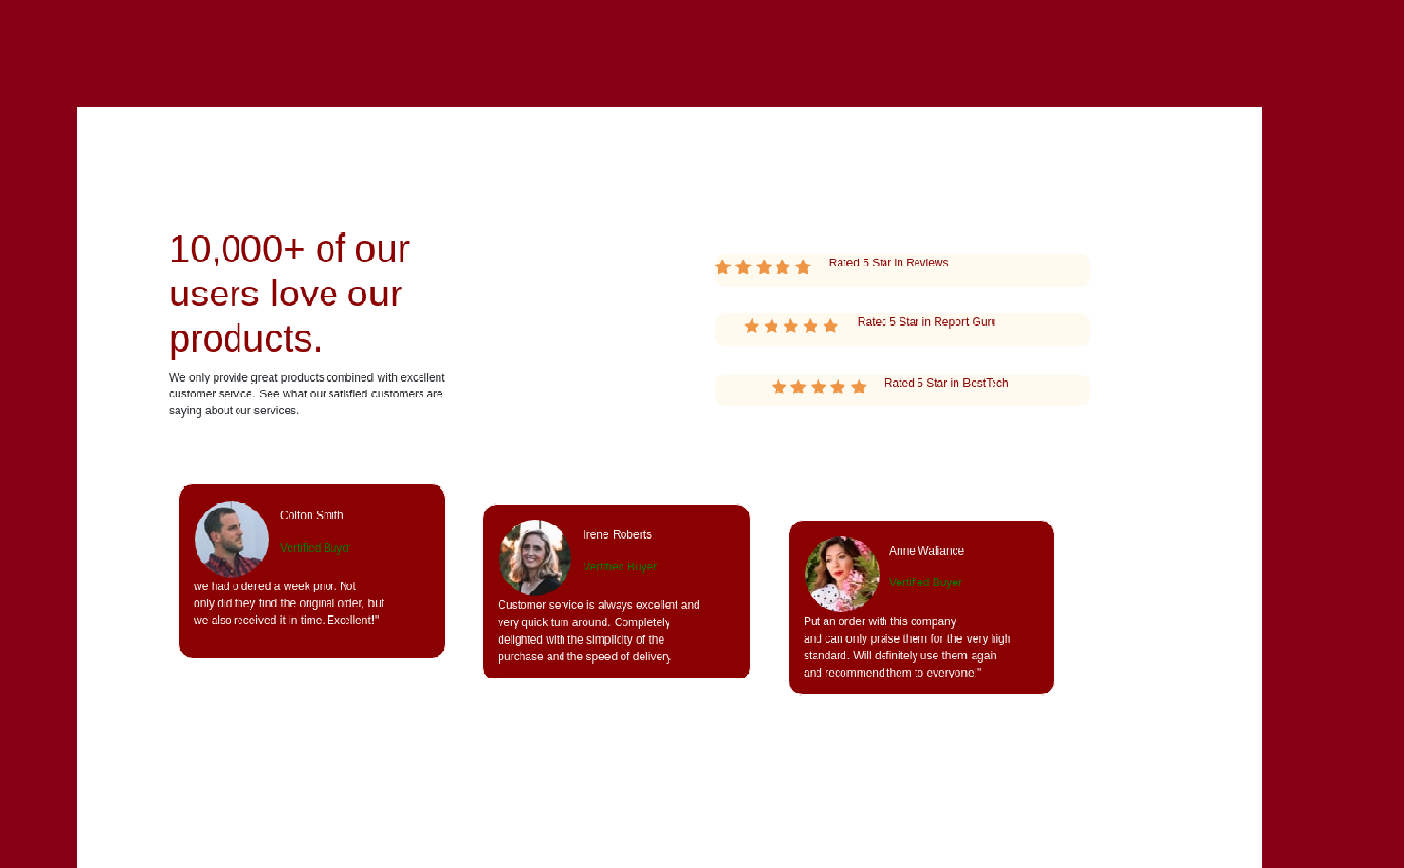 10,000+ of our
users love our
products.
We only provide great products combined with excellent
customer service. See what our satisfied customers are
saying about our services.
Rated 5 Star in Reviews
Rated 5 Star in Report Guru
Rated 5 Star in BestTech
Colton Smith
Vertified Buyer
we had ordered a week prior. Not
only did they find the original order, but
we also received it in time. Excellent!"
Irene Roberts
Vertified Buyer
Customer service is always excellent and
very quick turn around. Completely
delighted with the simplicity of the
purchase and the speed of delivery.
Anne Wallance
Vertified Buyer
Put an order with this company
and can only praise them for the very high
standard. Will definitely use them again
and recommend them to everyone!"